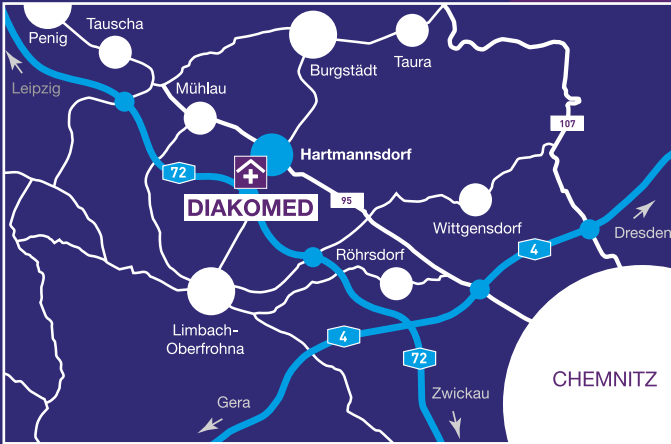 Penig
Tauscha
Burgstädt
Taura
Leipzig
Mühlau
107
Hartmannsdorf
72
DIAKOMED
95
Wittgensdorf
Dresden
4
Röhrsdorf
Limbach-
Oberfrohna
4
72
CHEMNITZ
Gera
Zwickau